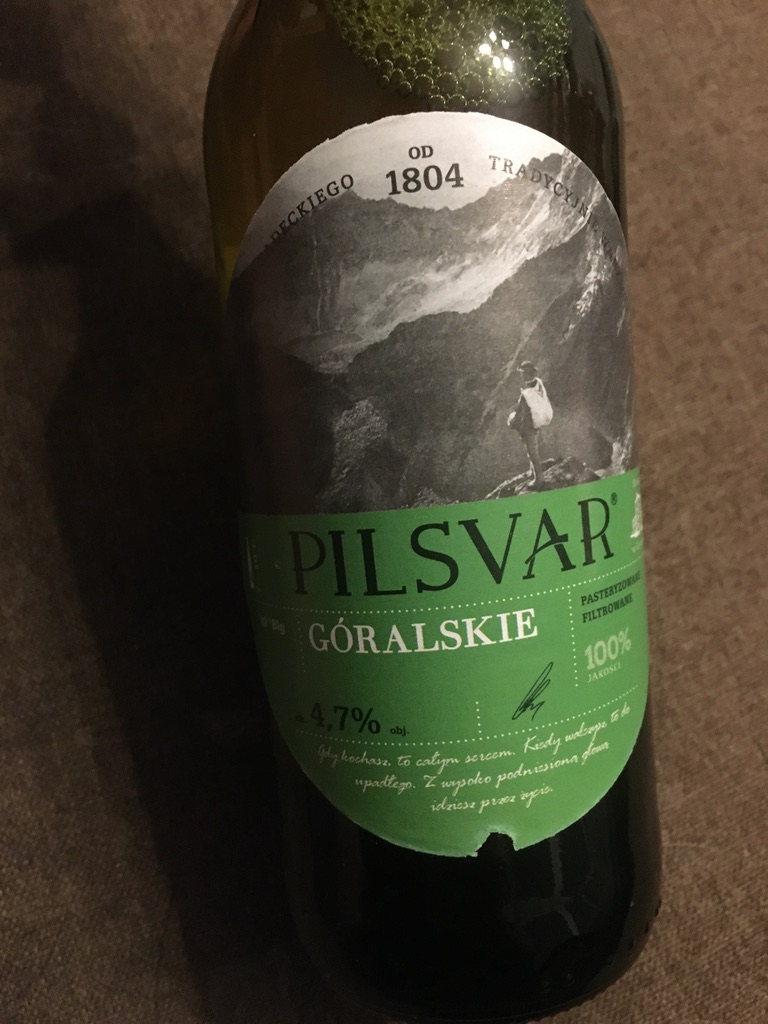 OD
1804
TRADYCYJNIE
PILSVAR®
GÓRALSKIE
PASTERYZOWANE
FILTROWANE
100%
JAKOŚCI
4,7% obj.
Gdy kochasz, to całym sercem. Kiedy walczysz, to do
upadłego. Z wysoko podniesioną głową
idziesz przez życie.